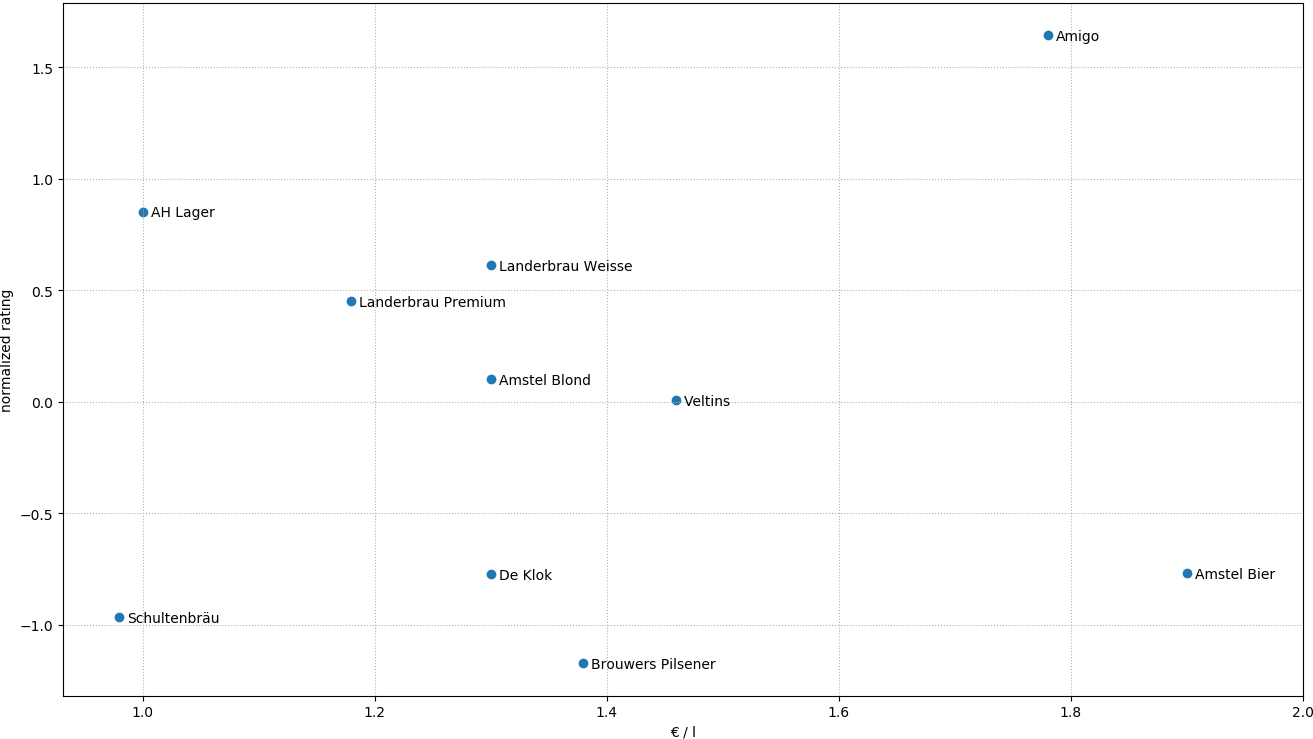 Amigo
1.5
1.0
AH Lager
Landerbrau Weisse
0.5
Landerbrau Premium
normalized rating
Amstel Blond
0.0
Veltins
−0.5
De Klok
Amstel Bier
Schultenbräu
−1.0
Brouwers Pilsener
1.0 1.2 1.4 1.6 1.8 2.0
€ / l